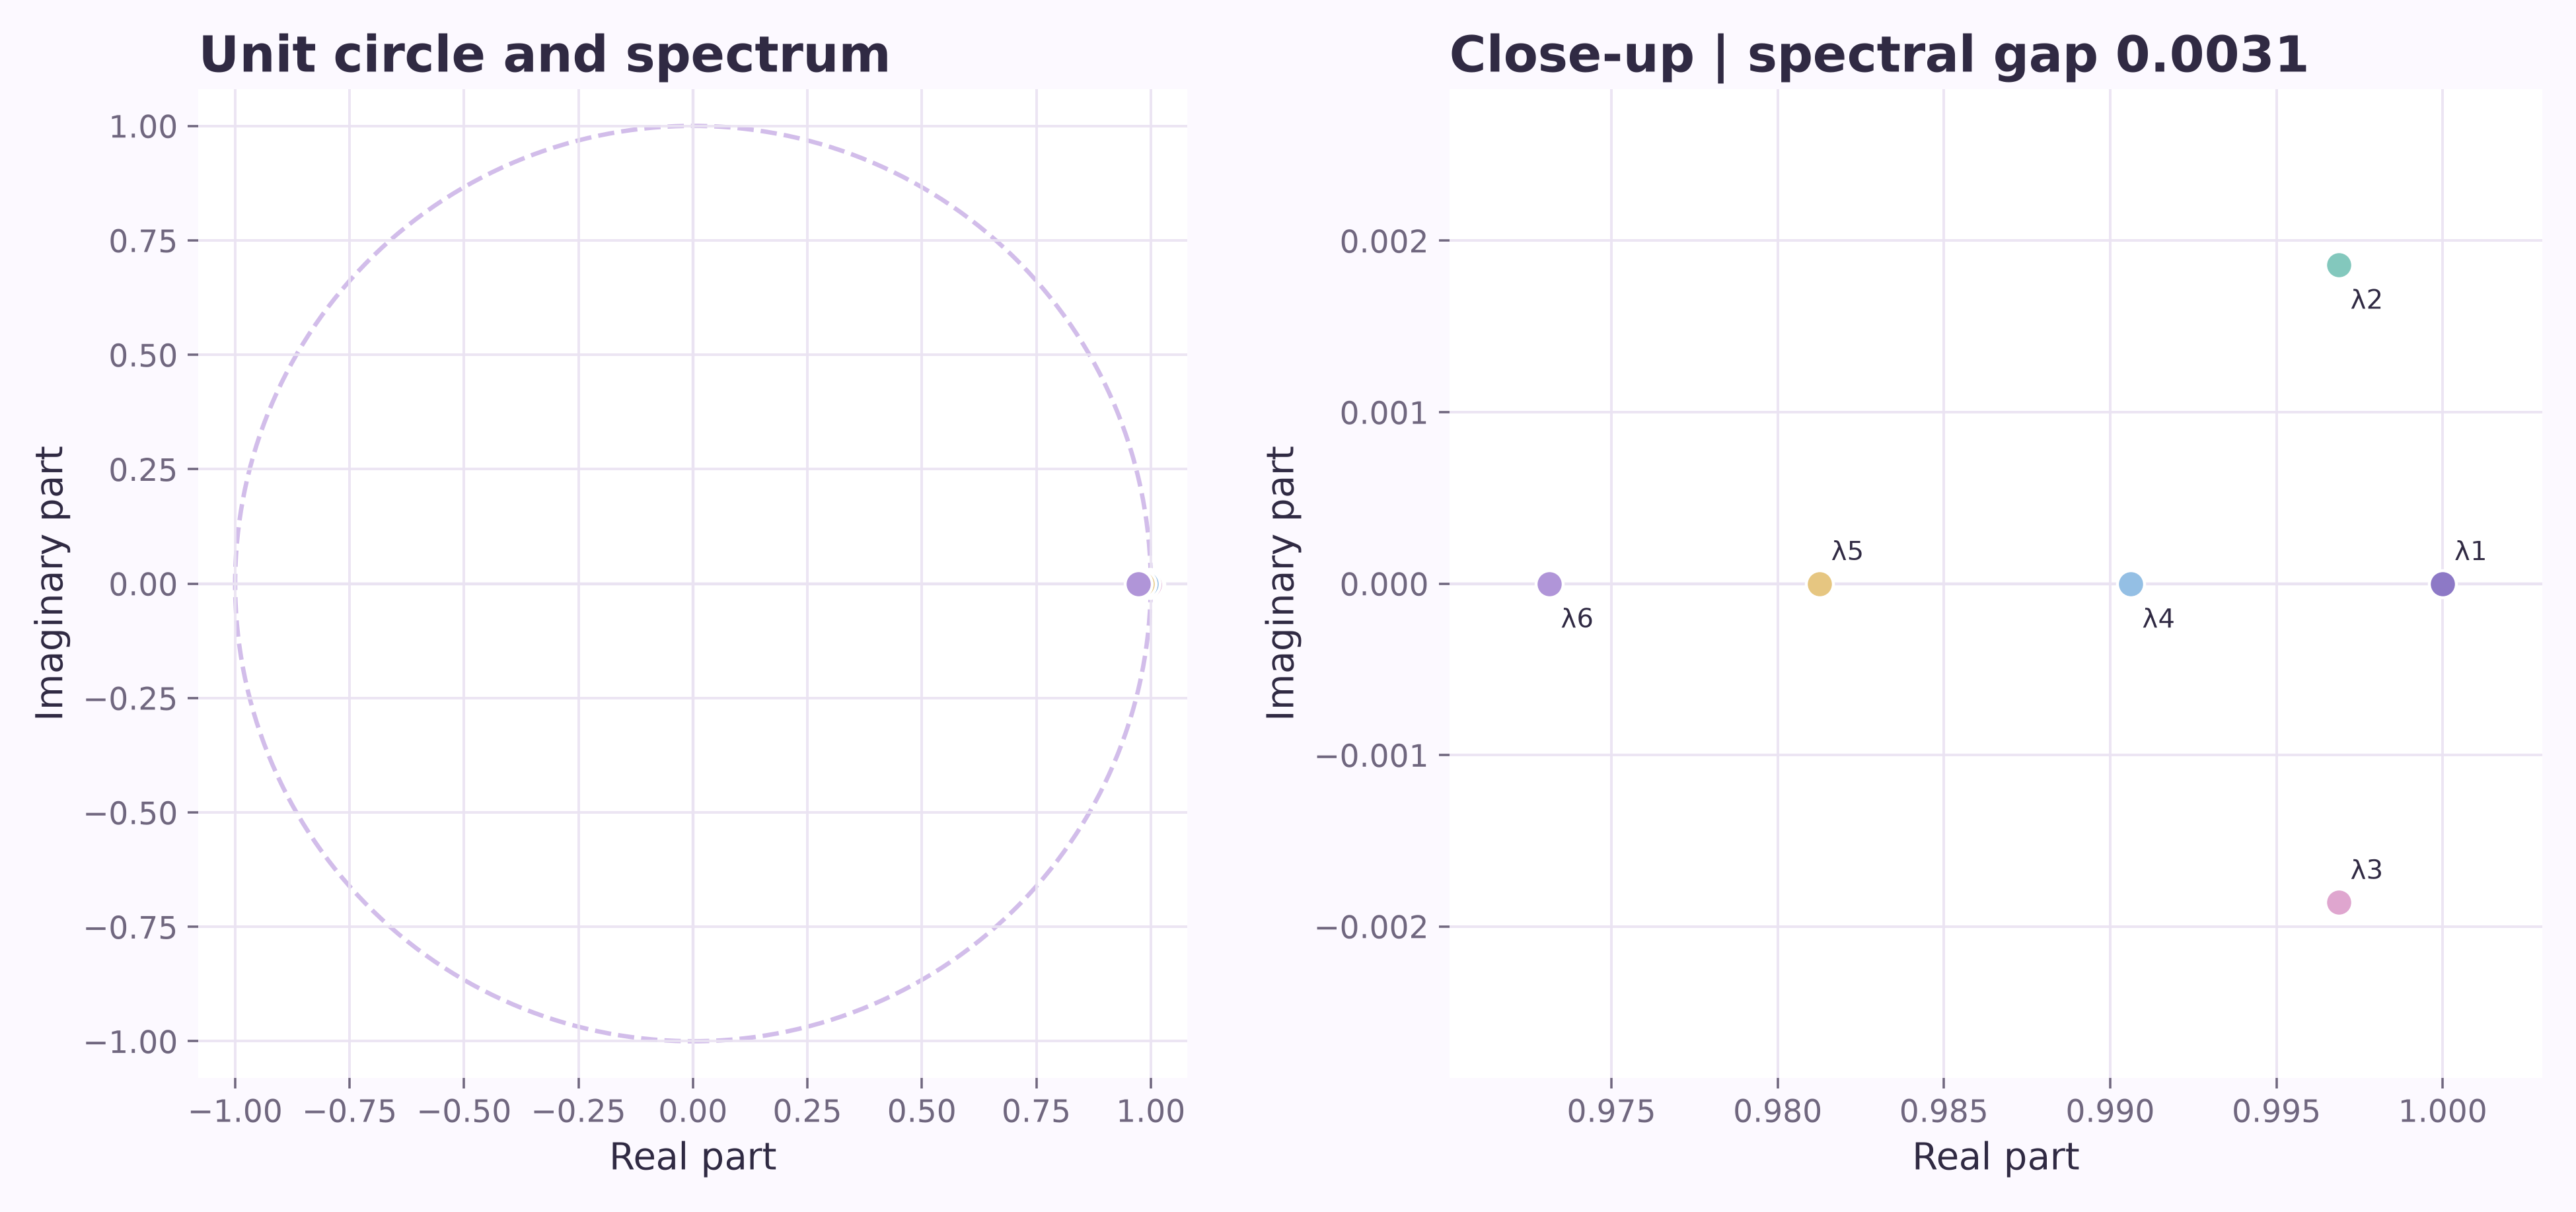 Unit circle and spectrum
1.00
0.75
0.50
0.25
0.00
−0.25
−0.50
−0.75
−1.00
Imaginary part
−1.00 −0.75 −0.50 −0.25 0.00 0.25 0.50 0.75 1.00
Real part
Close-up | spectral gap 0.0031
0.002
0.001
0.000
−0.001
−0.002
Imaginary part
λ2
λ5
λ1
λ6
λ4
λ3
0.975 0.980 0.985 0.990 0.995 1.000
Real part